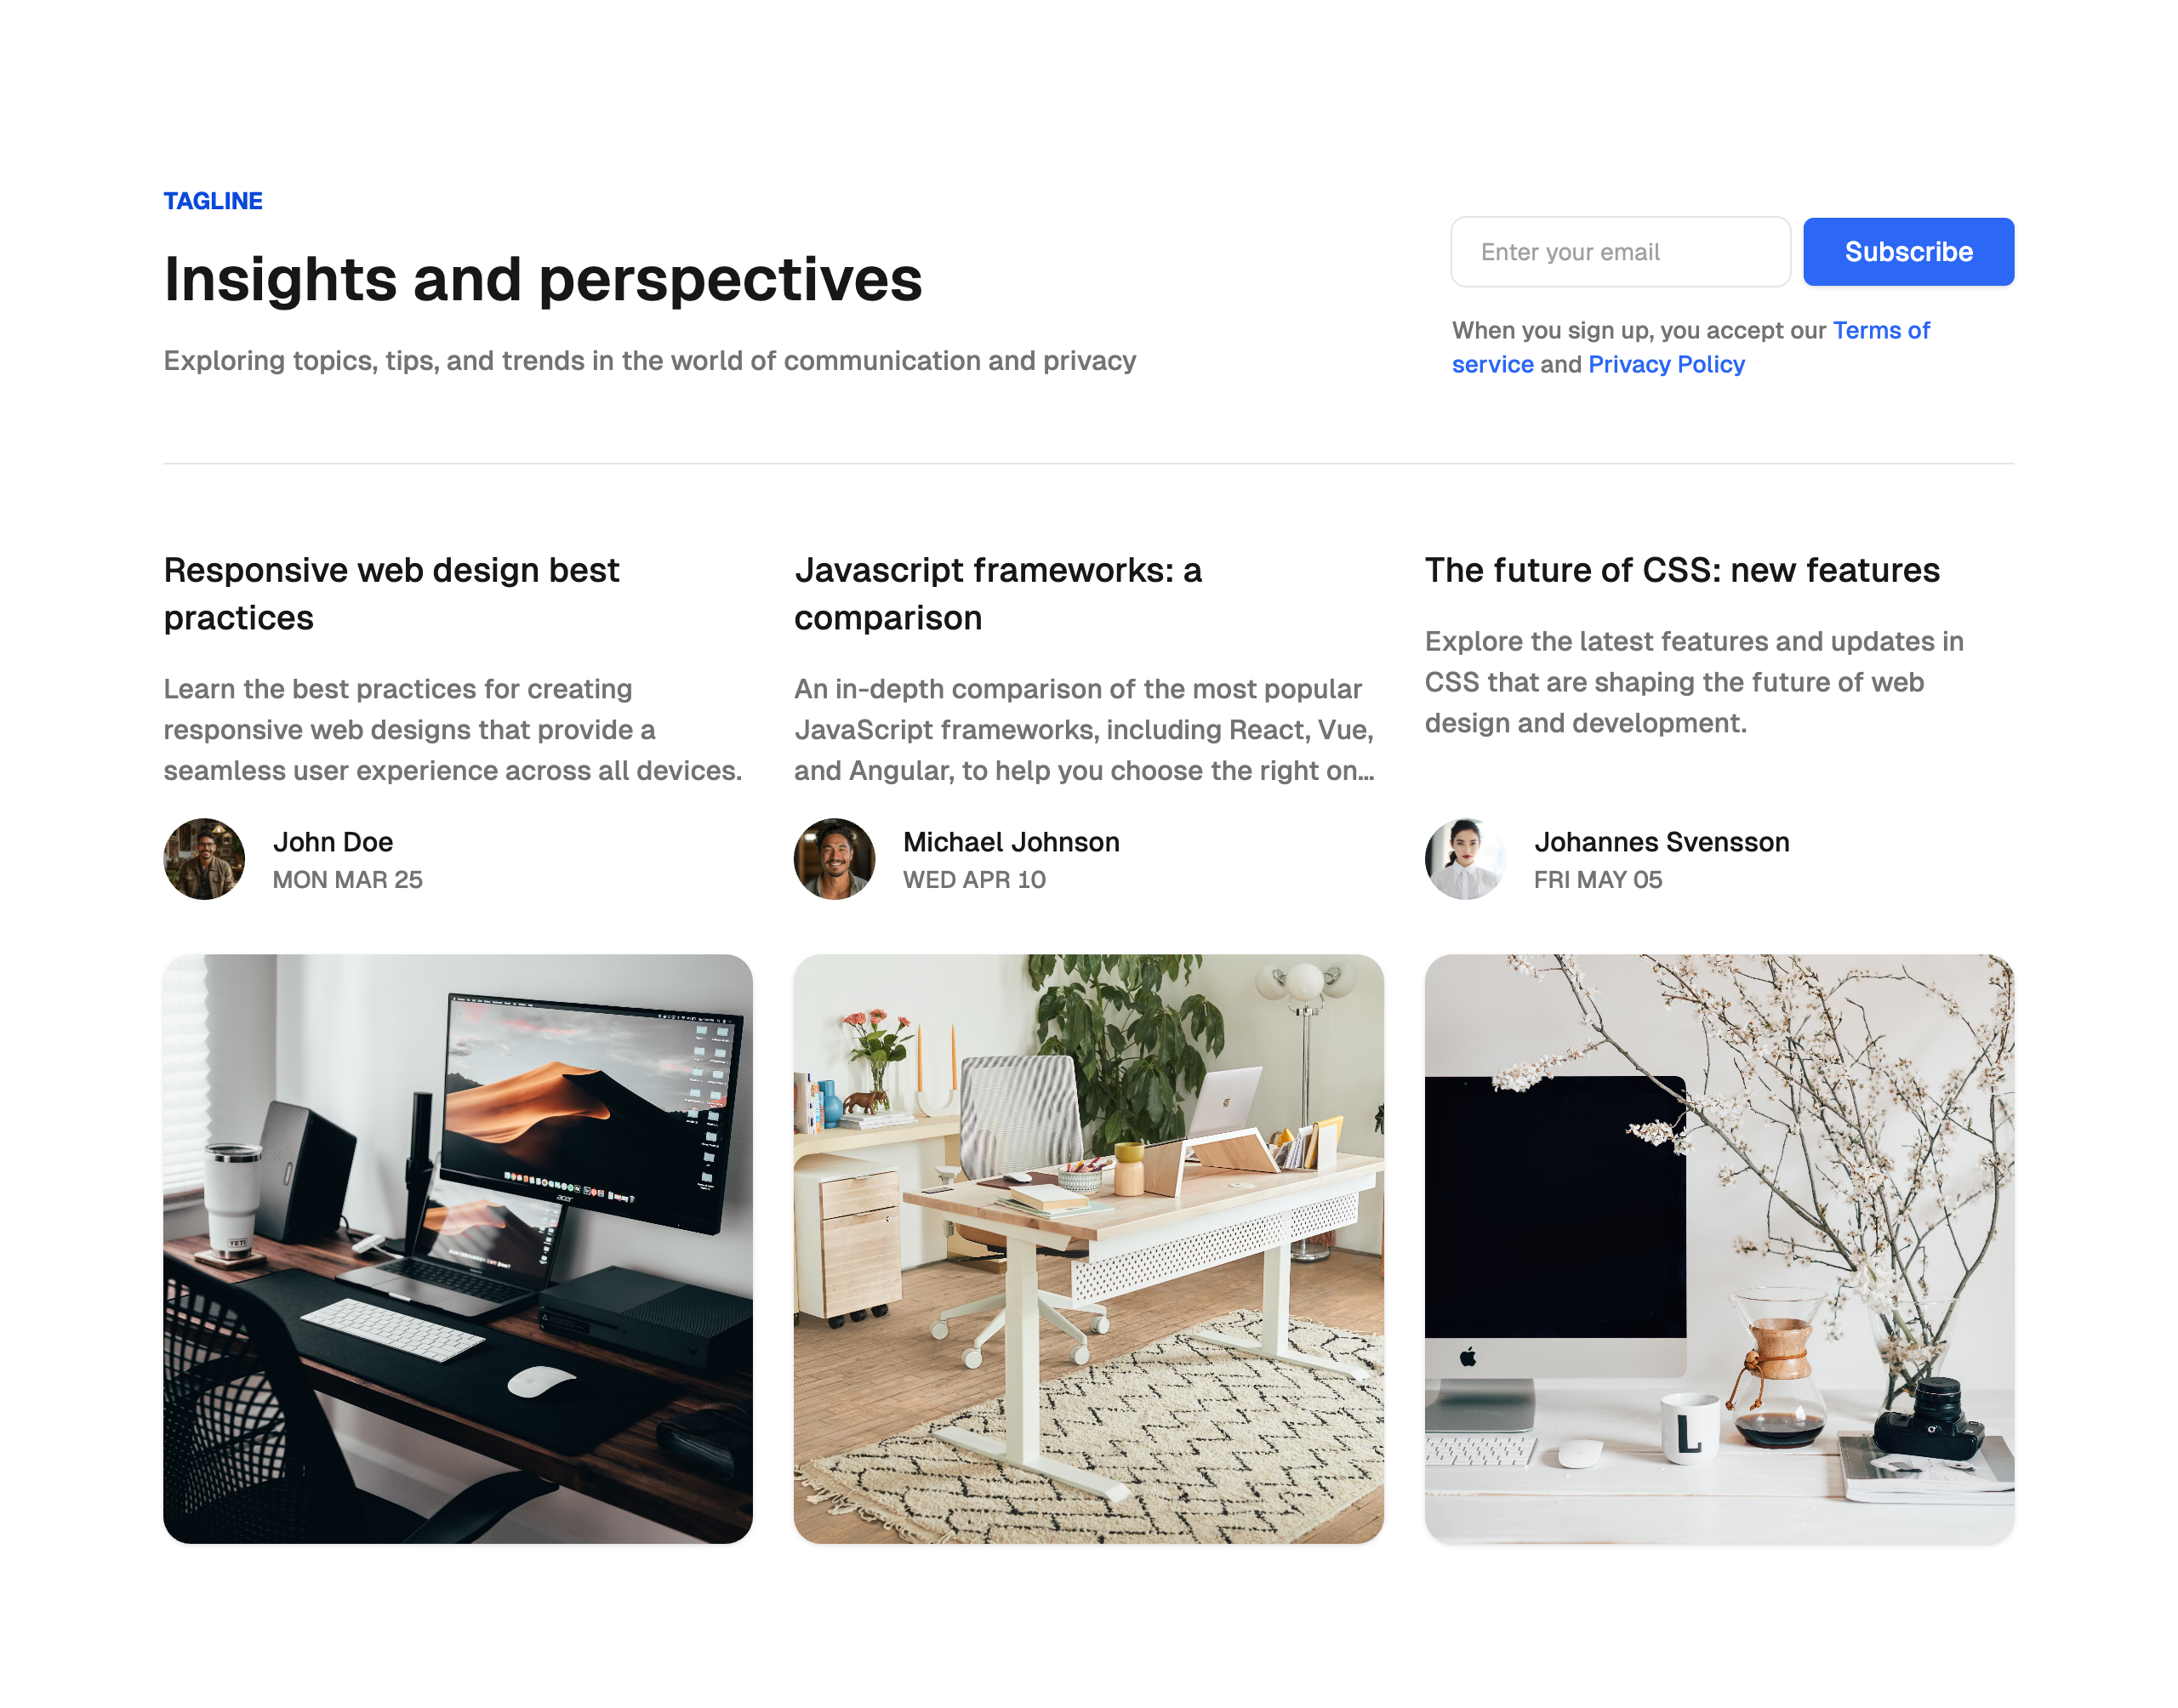 TAGLINE
Insights and perspectives
Exploring topics, tips, and trends in the world of communication and privacy
Enter your email
Subscribe
When you sign up, you accept our Terms of
service and Privacy Policy
Responsive web design best
practices
Learn the best practices for creating
responsive web designs that provide a
seamless user experience across all devices.
John Doe
MON MAR 25
Javascript frameworks: a
comparison
An in-depth comparison of the most popular
JavaScript frameworks, including React, Vue,
and Angular, to help you choose the right on…
Michael Johnson
WED APR 10
The future of CSS: new features
Explore the latest features and updates in
CSS that are shaping the future of web
design and development.
Johannes Svensson
FRI MAY 05
acer
YETI
L